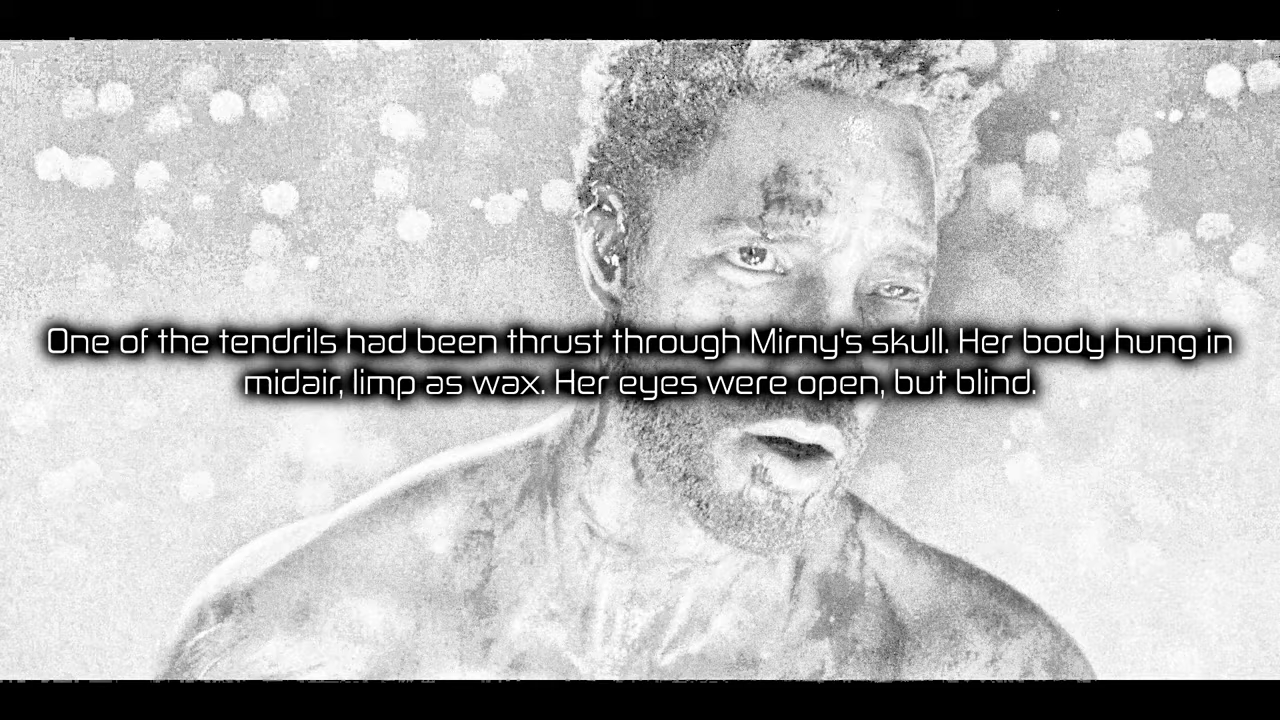 One of the tendrils had been thrust through Mirny's skull. Her body hung in
midair, limp as wax. Her eyes were open, but blind.